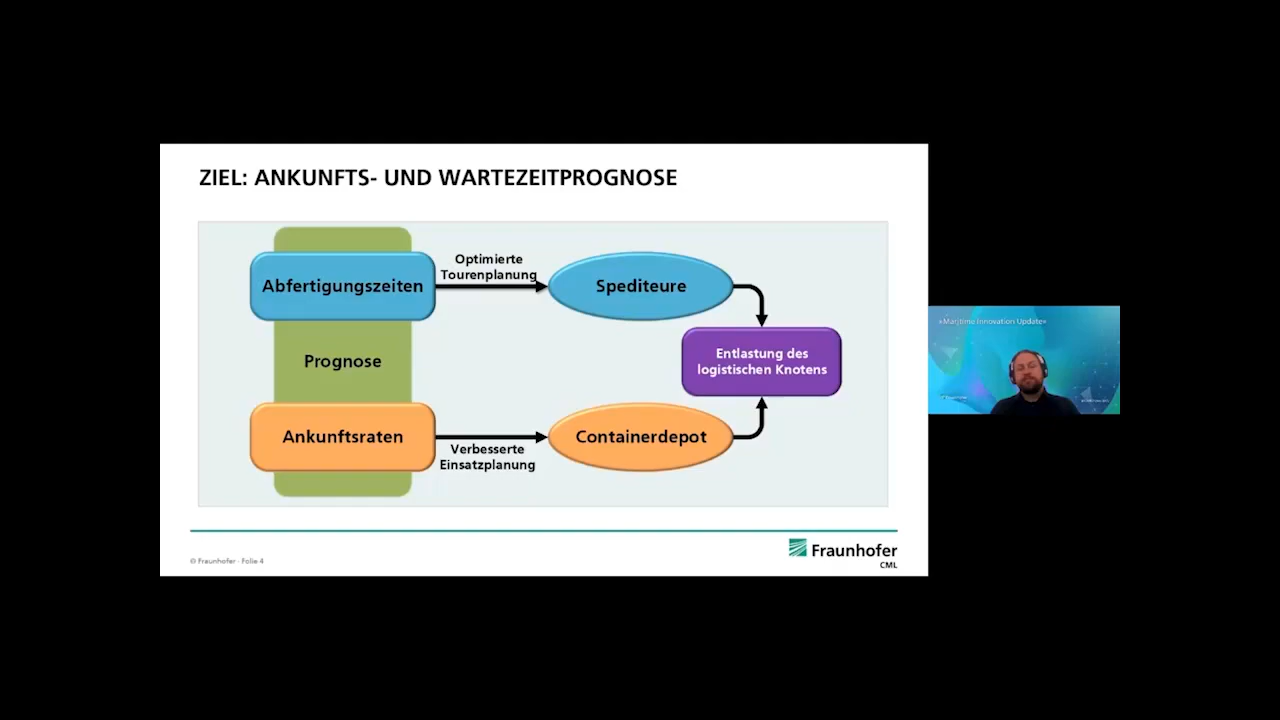 ZIEL: ANKUNFTS- UND WARTEZEITPROGNOSE
Optimierte
Tourenplanung
Abfertigungszeiten
Spediteure
Prognose
Entlastung des
logistischen Knotens
Ankunftsraten
Containerdepot
Verbesserte
Einsatzplanung
Fraunhofer
CML
© Fraunhofer · Folie 4
»Maritime Innovation Update«